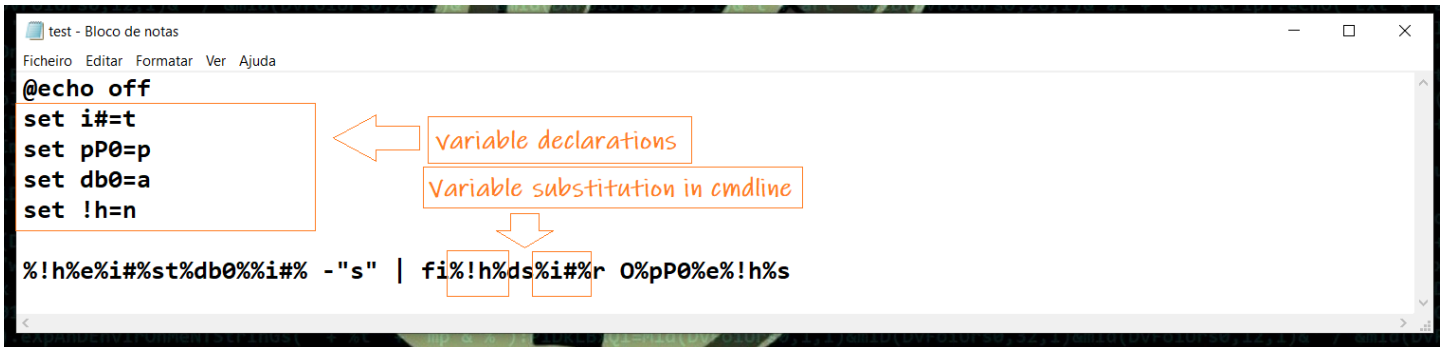 test - Bloco de notas
Ficheiro Editar Formatar Ver Ajuda
@echo off
set i#=t
set pP0=p
set db0=a
set !h=n
Variable declarations
Variable substitution in cmdline
%!h%e%i#%st%db0%%i#% -"s" | fi%!h%ds%i#%r O%pP0%e%!h%s